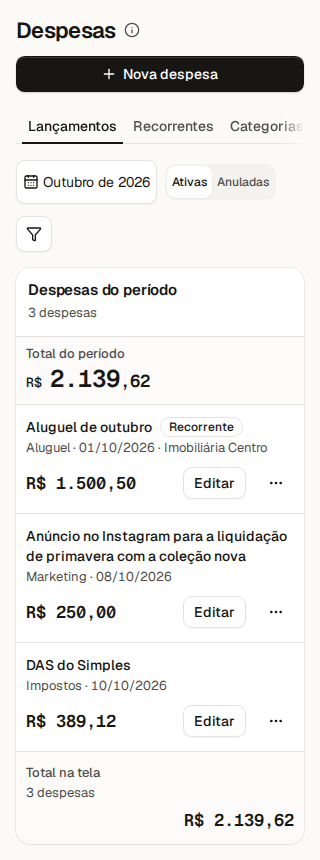 Despesas
+ Nova despesa
Lançamentos Recorrentes Categorias
Outubro de 2026 Ativas Anuladas
Despesas do período
3 despesas
Total do período
R$ 2.139,62
Aluguel de outubro Recorrente
Aluguel · 01/10/2026 · Imobiliária Centro
R$ 1.500,50 Editar ...
Anúncio no Instagram para a liquidação
de primavera com a coleção nova
Marketing · 08/10/2026
R$ 250,00 Editar ...
DAS do Simples
Impostos · 10/10/2026
R$ 389,12 Editar ...
Total na tela
3 despesas
R$ 2.139,62